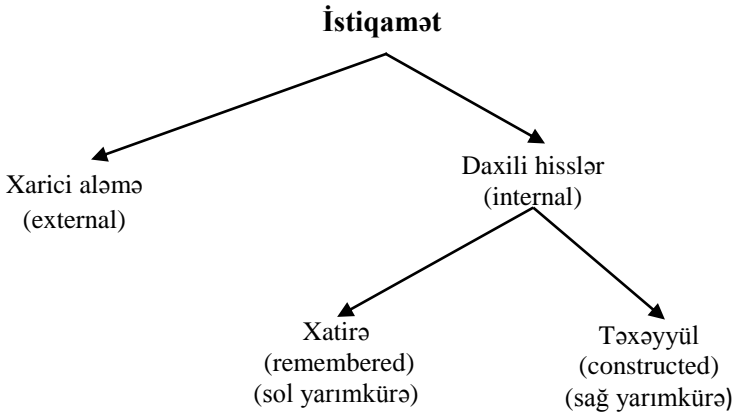 İstiqamət
Xarici aləmə
(external)
Daxili hisslər
(internal)
Xatirə
(remembered)
(sol yarımkürə)
Təxəyyül
(constructed)
(sağ yarımkürə)